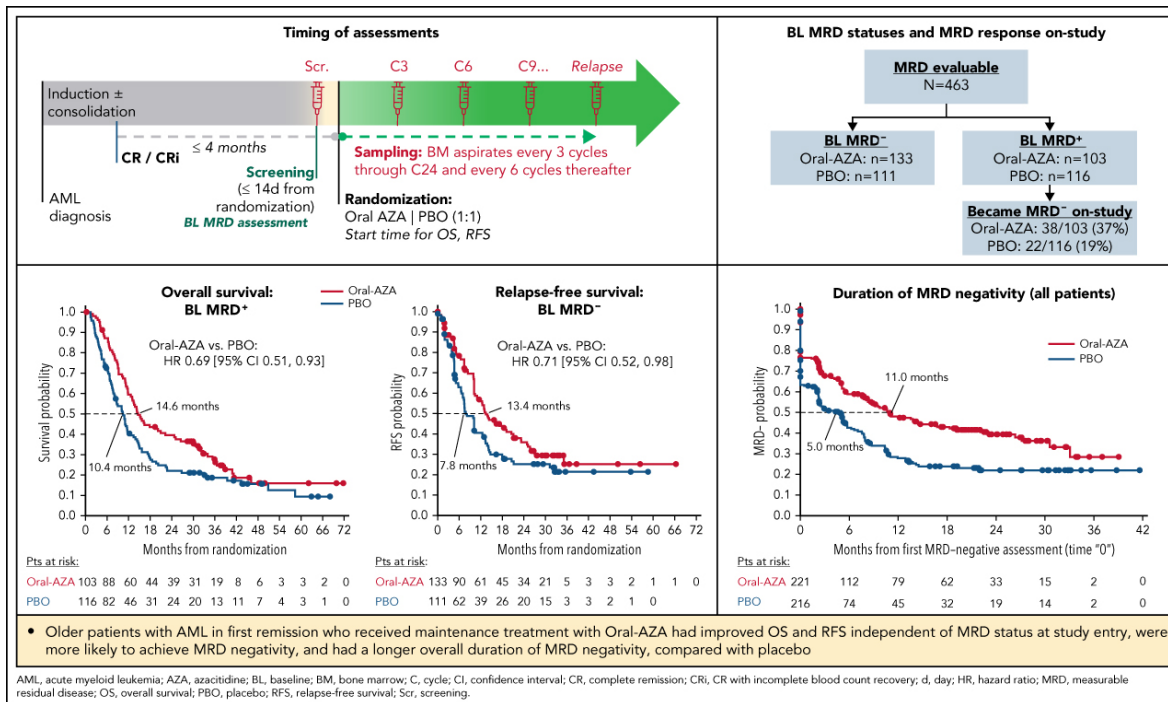 Timing of assessments
Scr.
C3
C6
C9...
Relapse
Induction ±
consolidation
≤ 4 months
CR / CRi
Sampling: BM aspirates every 3 cycles
through C24 and every 6 cycles thereafter
Screening
(≤ 14d from
randomization)
BL MRD assessment
AML
diagnosis
Randomization:
Oral AZA | PBO (1:1)
Start time for OS, RFS
BL MRD statuses and MRD response on-study
MRD evaluable
N=463
BL MRD⁻
Oral-AZA: n=133
PBO: n=111
BL MRD⁺
Oral-AZA: n=103
PBO: n=116
Became MRD⁻ on-study
Oral-AZA: 38/103 (37%)
PBO: 22/116 (19%)
Overall survival:
BL MRD⁺
Oral-AZA
PBO
Oral-AZA vs. PBO:
HR 0.69 [95% CI 0.51, 0.93]
Survival probability
1.0
0.9
0.8
0.7
0.6
0.5
0.4
0.3
0.2
0.1
0.0
14.6 months
10.4 months
0 6 12 18 24 30 36 42 48 54 60 66 72
Months from randomization
Pts at risk:
Oral-AZA 103 88 60 44 39 31 19 8 6 3 3 2 0
PBO 116 82 46 31 24 20 13 11 7 4 3 1 0
Relapse-free survival:
BL MRD⁻
Oral-AZA
PBO
Oral-AZA vs. PBO:
HR 0.71 [95% CI 0.52, 0.98]
RFS probability
1.0
0.9
0.8
0.7
0.6
0.5
0.4
0.3
0.2
0.1
0.0
13.4 months
7.8 months
0 6 12 18 24 30 36 42 48 54 60 66 72
Months from randomization
Pts at risk:
Oral-AZA 133 90 61 45 34 21 5 3 3 2 1 1 0
PBO 111 62 39 26 20 15 3 3 2 1 0
Duration of MRD negativity (all patients)
Oral-AZA
PBO
MRD– probability
1.0
0.9
0.8
0.7
0.6
0.5
0.4
0.3
0.2
0.1
0.0
11.0 months
5.0 months
0 6 12 18 24 30 36 42
Months from first MRD–negative assessment (time "0")
Pts at risk:
Oral-AZA 221 112 79 62 33 15 2 0
PBO 216 74 45 32 19 14 2 0
• Older patients with AML in first remission who received maintenance treatment with Oral-AZA had improved OS and RFS independent of MRD status at study entry, were
more likely to achieve MRD negativity, and had a longer overall duration of MRD negativity, compared with placebo
AML, acute myeloid leukemia; AZA, azacitidine; BL, baseline; BM, bone marrow; C, cycle; CI, confidence interval; CR, complete remission; CRi, CR with incomplete blood count recovery; d, day; HR, hazard ratio; MRD, measurable
residual disease; OS, overall survival; PBO, placebo; RFS, relapse-free survival; Scr, screening.